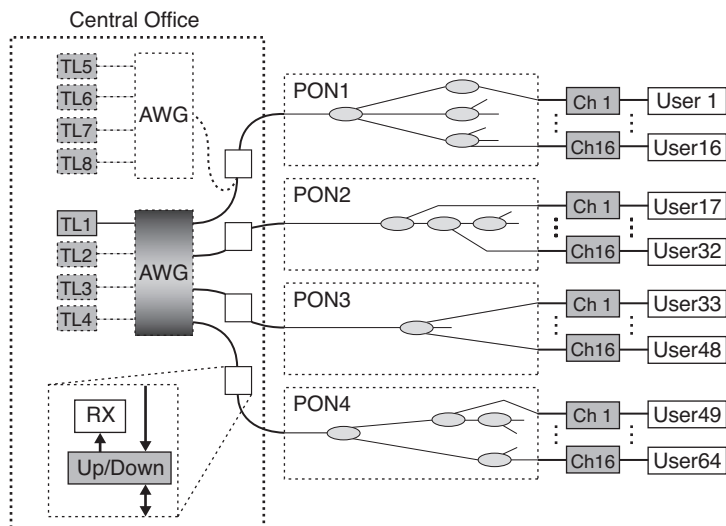 Central Office
TL5
TL6
TL7
TL8
AWG
TL1
TL2
TL3
TL4
AWG
RX
Up/Down
PON1
Ch 1
User 1
Ch16
User16
PON2
Ch 1
User17
Ch16
User32
PON3
Ch 1
User33
Ch16
User48
PON4
Ch 1
User49
Ch16
User64